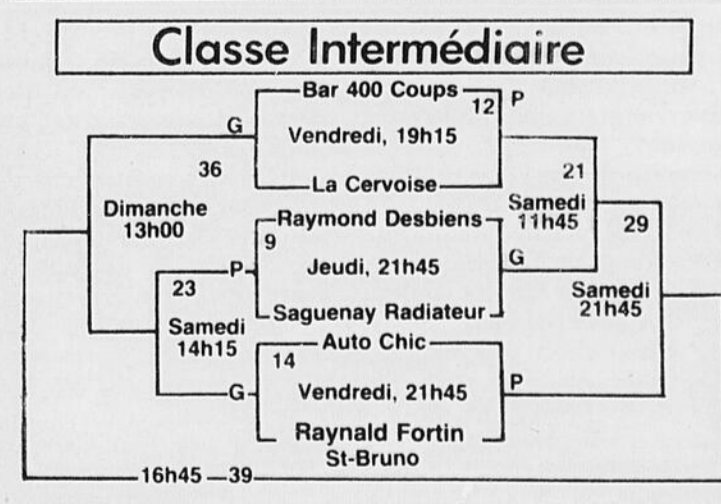 Classe Intermédiaire
Bar 400 Coups
12 P
G
Vendredi, 19h15
36
21
La Cervoise
Dimanche
13h00
Samedi
11h45
Raymond Desbiens
9
29
G
P
Jeudi, 21h45
23
Samedi
21h45
Saguenay Radiateur
Samedi
14h15
Auto Chic
14
G
Vendredi, 21h45
P
Raynald Fortin
St-Bruno
16h45 — 39